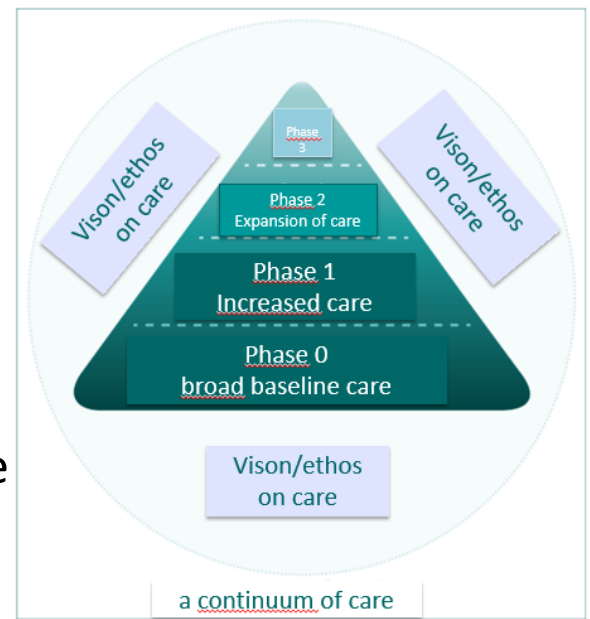 Phase
3
Vison/ethos
on care
Vison/ethos
on care
Phase 2
Expansion of care
Phase 1
Increased care
Phase 0
broad baseline care
e
Vison/ethos
on care
a continuum of care